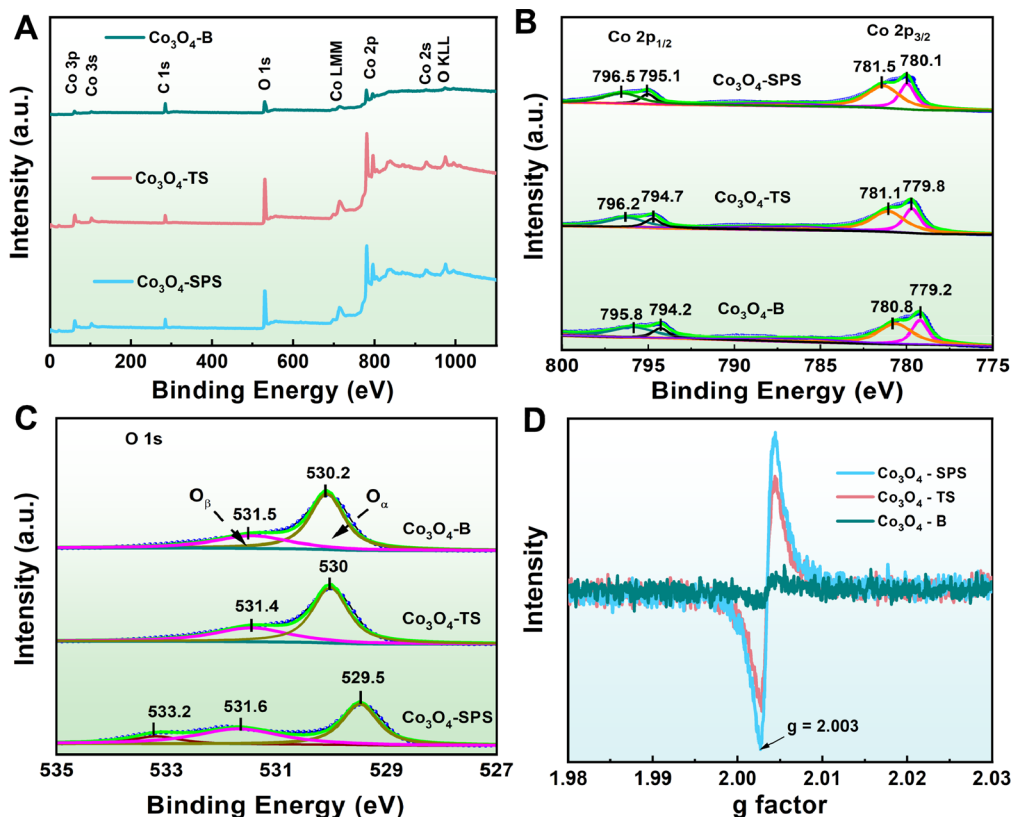 A
Co₃O₄-B
Co 3p
Co 3s
C 1s
O 1s
Co LMM
Co 2p
Co 2s
O KLL
Co₃O₄-TS
Co₃O₄-SPS
Intensity (a.u.)
0 200 400 600 800 1000
Binding Energy (eV)
B
Co 2p₁/₂ Co 2p₃/₂
796.5 795.1 Co₃O₄-SPS 781.5 780.1
796.2 794.7 Co₃O₄-TS 781.1 779.8
795.8 794.2 Co₃O₄-B 780.8 779.2
Intensity (a.u.)
800 795 790 785 780 775
Binding Energy (eV)
C
O 1s
Oβ 531.5 530.2 Oα
Co₃O₄-B
531.4 530
Co₃O₄-TS
533.2 531.6 529.5
Co₃O₄-SPS
Intensity (a.u.)
535 533 531 529 527
Binding Energy (eV)
D
Co₃O₄ - SPS
Co₃O₄ - TS
Co₃O₄ - B
g = 2.003
Intensity
1.98 1.99 2.00 2.01 2.02 2.03
g factor